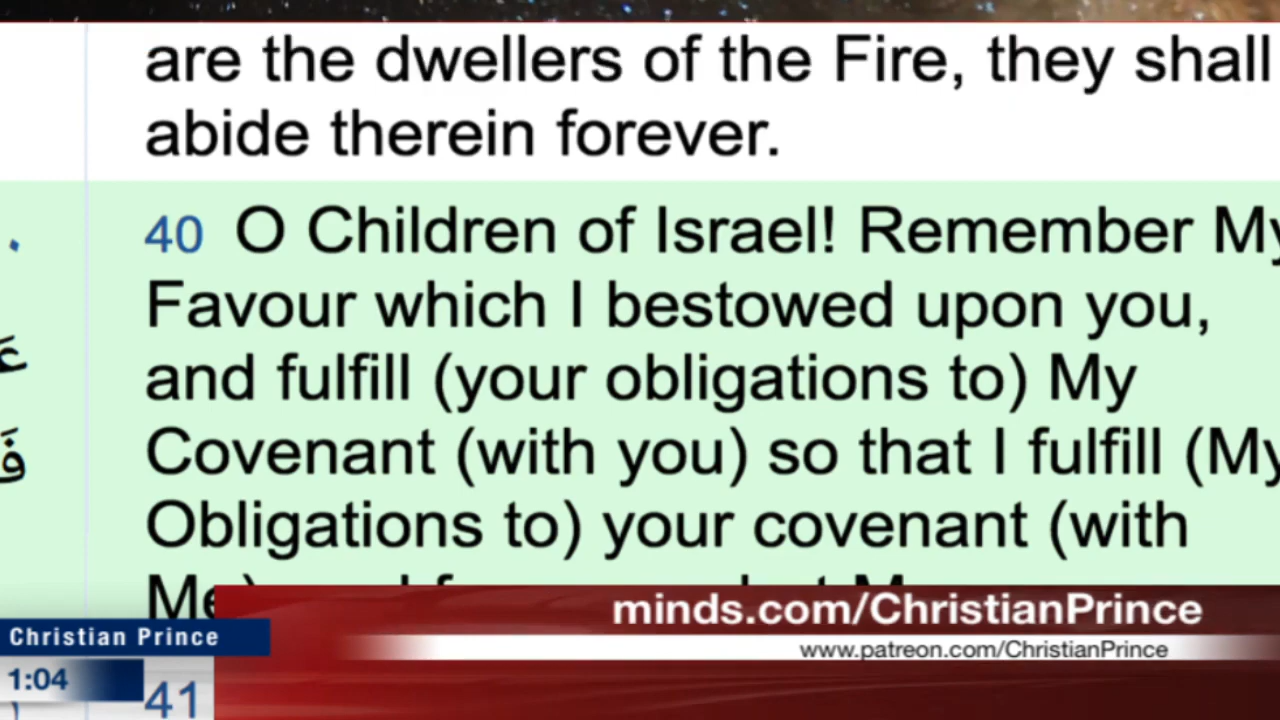 are the dwellers of the Fire, they shall
abide therein forever.
40 O Children of Israel! Remember My
Favour which I bestowed upon you,
and fulfill (your obligations to) My
Covenant (with you) so that I fulfill (My
Obligations to) your covenant (with
Me)
minds.com/ChristianPrince
Christian Prince
www.patreon.com/ChristianPrince
1:04
41